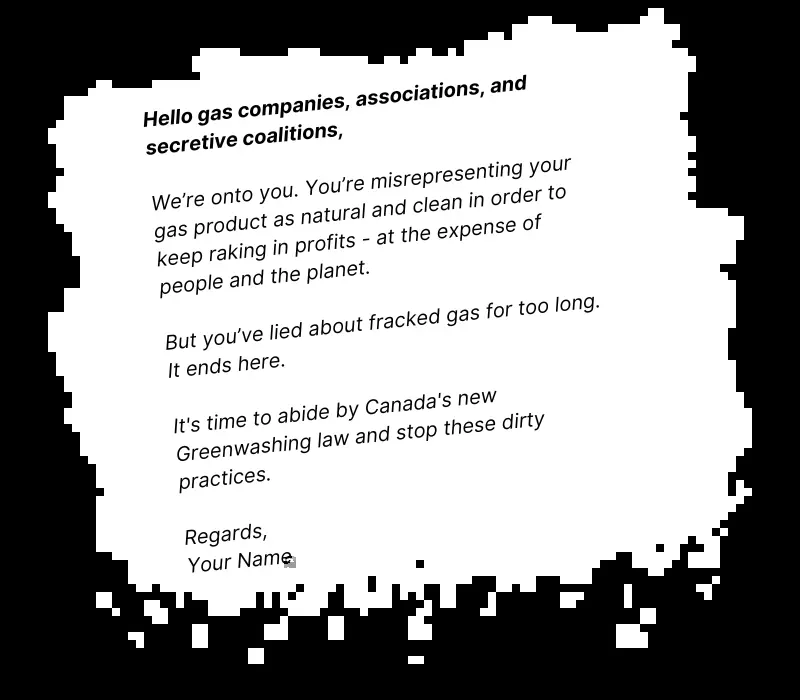 Hello gas companies, associations, and
secretive coalitions,
We’re onto you. You’re misrepresenting your
gas product as natural and clean in order to
keep raking in profits - at the expense of
people and the planet.
But you’ve lied about fracked gas for too long.
It ends here.
It's time to abide by Canada's new
Greenwashing law and stop these dirty
practices.
Regards,
Your Name